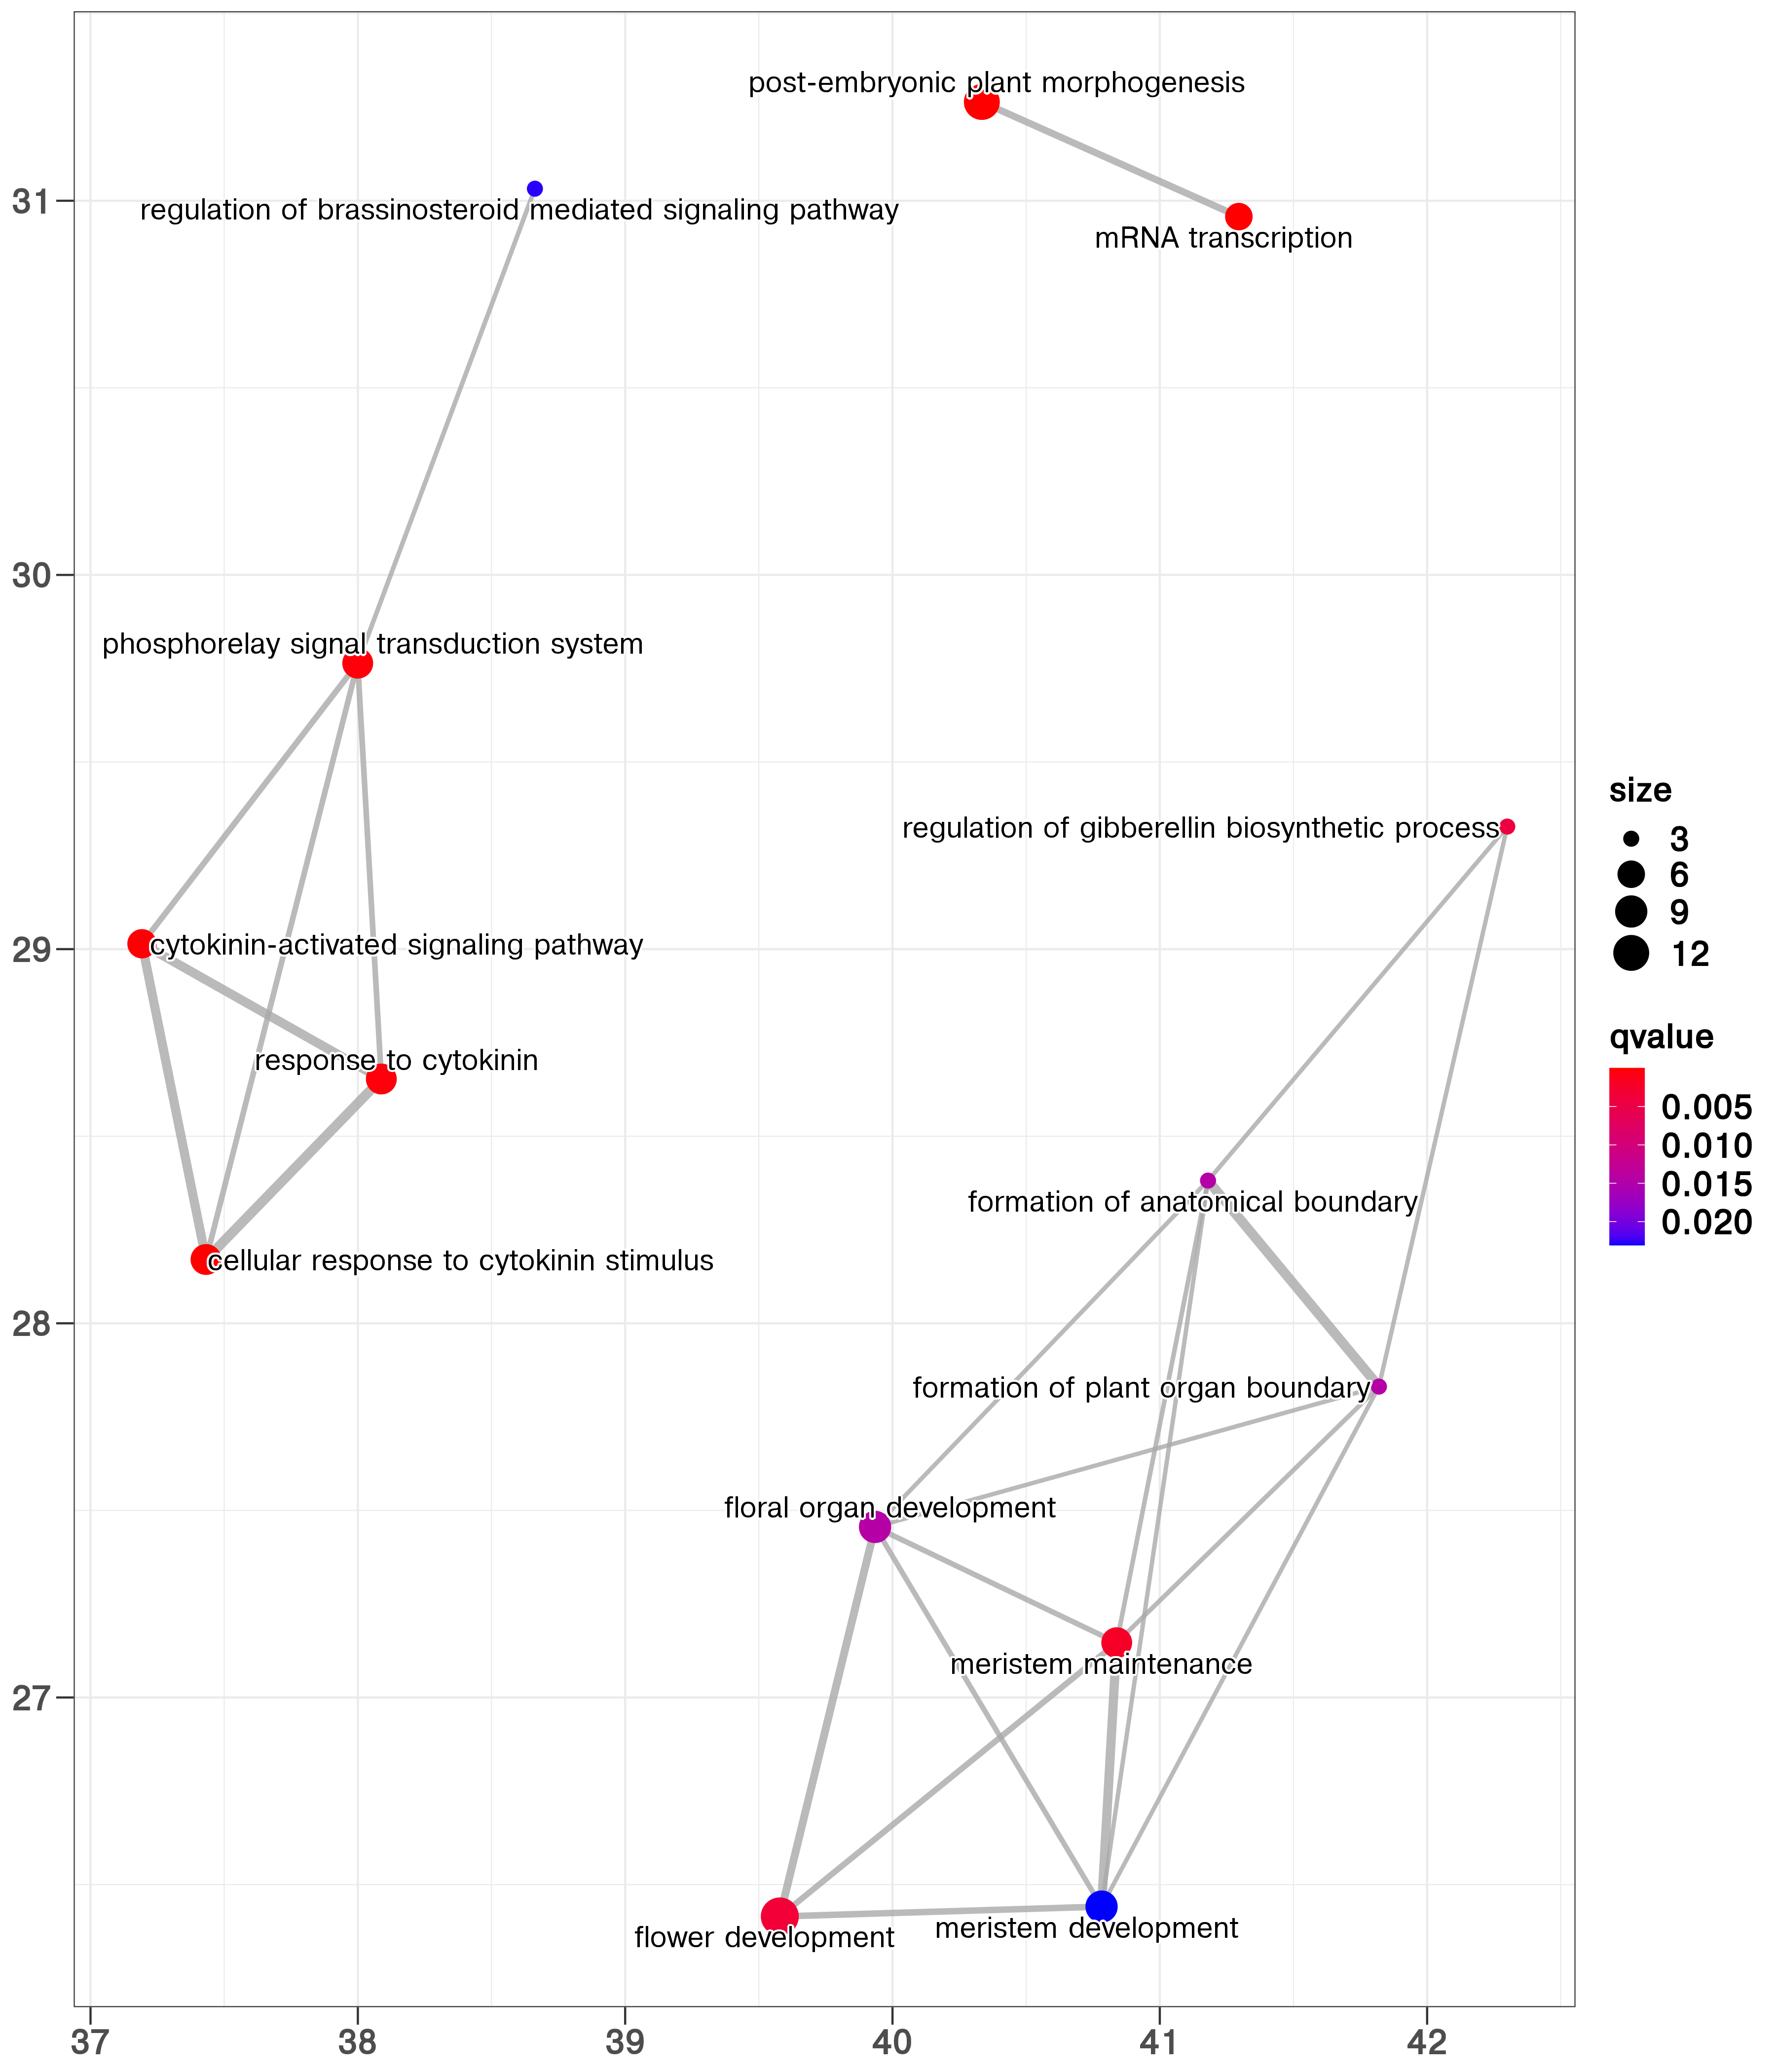 post-embryonic plant morphogenesis
regulation of brassinosteroid mediated signaling pathway
mRNA transcription
phosphorelay signal transduction system
regulation of gibberellin biosynthetic process
cytokinin-activated signaling pathway
response to cytokinin
formation of anatomical boundary
cellular response to cytokinin stimulus
formation of plant organ boundary
floral organ development
meristem maintenance
meristem development
flower development
31
30
29
28
27
37
38
39
40
41
42
size
3
6
9
12
qvalue
0.005
0.010
0.015
0.020